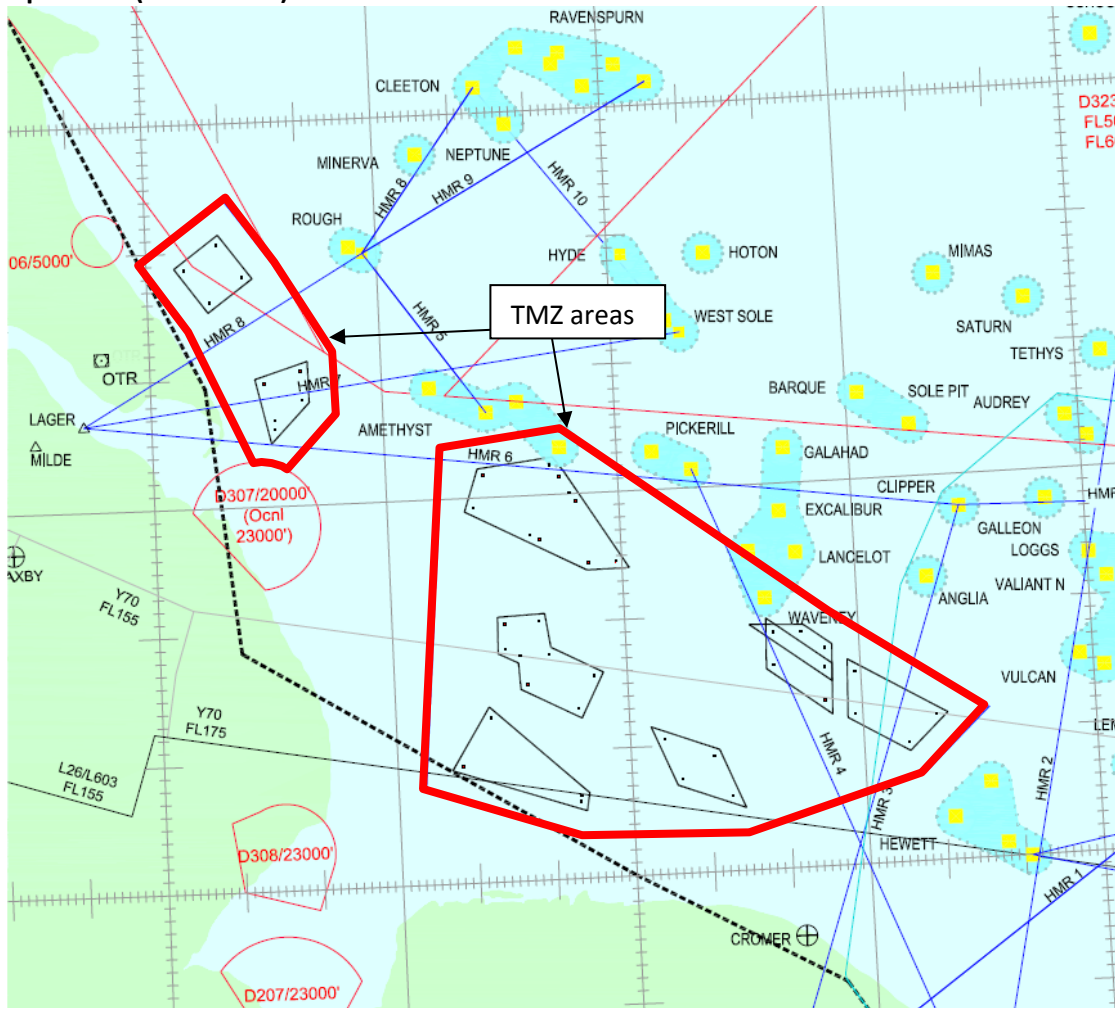 RAVENSPURN
CLEETON
D323
FL50
FL60
MINERVA
NEPTUNE
HMR 8
HMR 9
HMR 10
ROUGH
HYDE
HOTON
MIMAS
06/5000'
TMZ areas
WEST SOLE
SATURN
HMR 5
HMR 8
TETHYS
OTR
OTR
HMR 7
BARQUE
SOLE PIT
AUDREY
LAGER
AMETHYST
PICKERILL
MILDE
HMR 6
GALAHAD
CLIPPER
HMR
D307/20000'
(Ocnl
23000')
EXCALIBUR
GALLEON
LANCELOT
LOGGS
AXBY
VALIANT N
ANGLIA
Y70
FL155
WAVENEY
VULCAN
Y70
FL175
LEM
HMR 4
HMR 2
L26/L603
FL155
HMR 3
D308/23000'
HEWETT
HMR 1
CROMER
D207/23000'